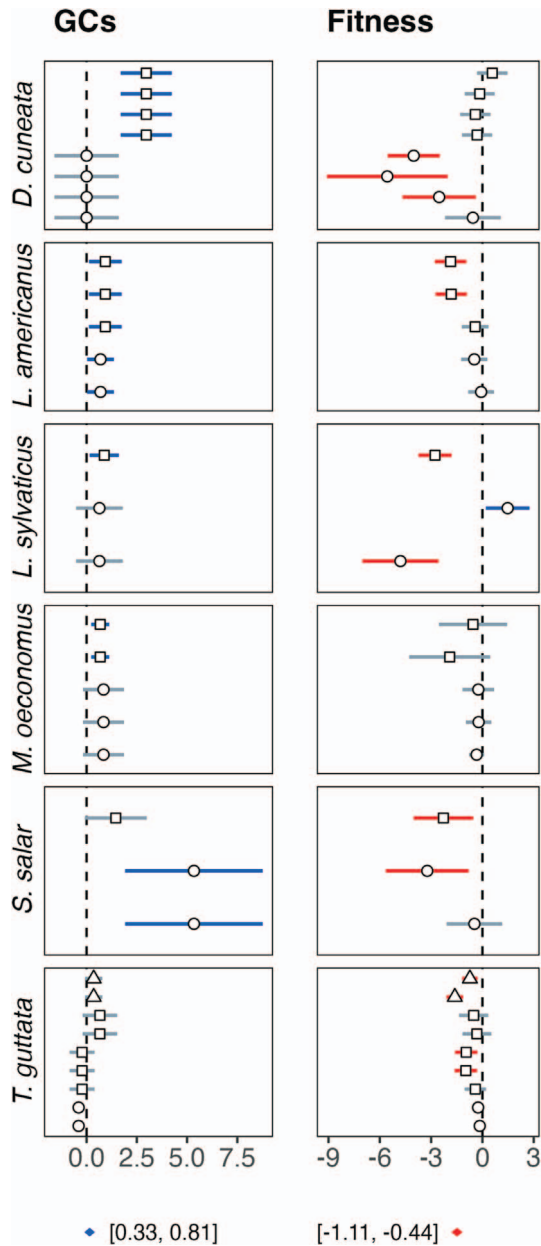 GCs Fitness
D. cuneata
L. americanus
L. sylvaticus
M. oeconomus
S. salar
T. guttata
0.0 2.5 5.0 7.5 -9 -6 -3 0 3
[0.33, 0.81] [-1.11, -0.44]